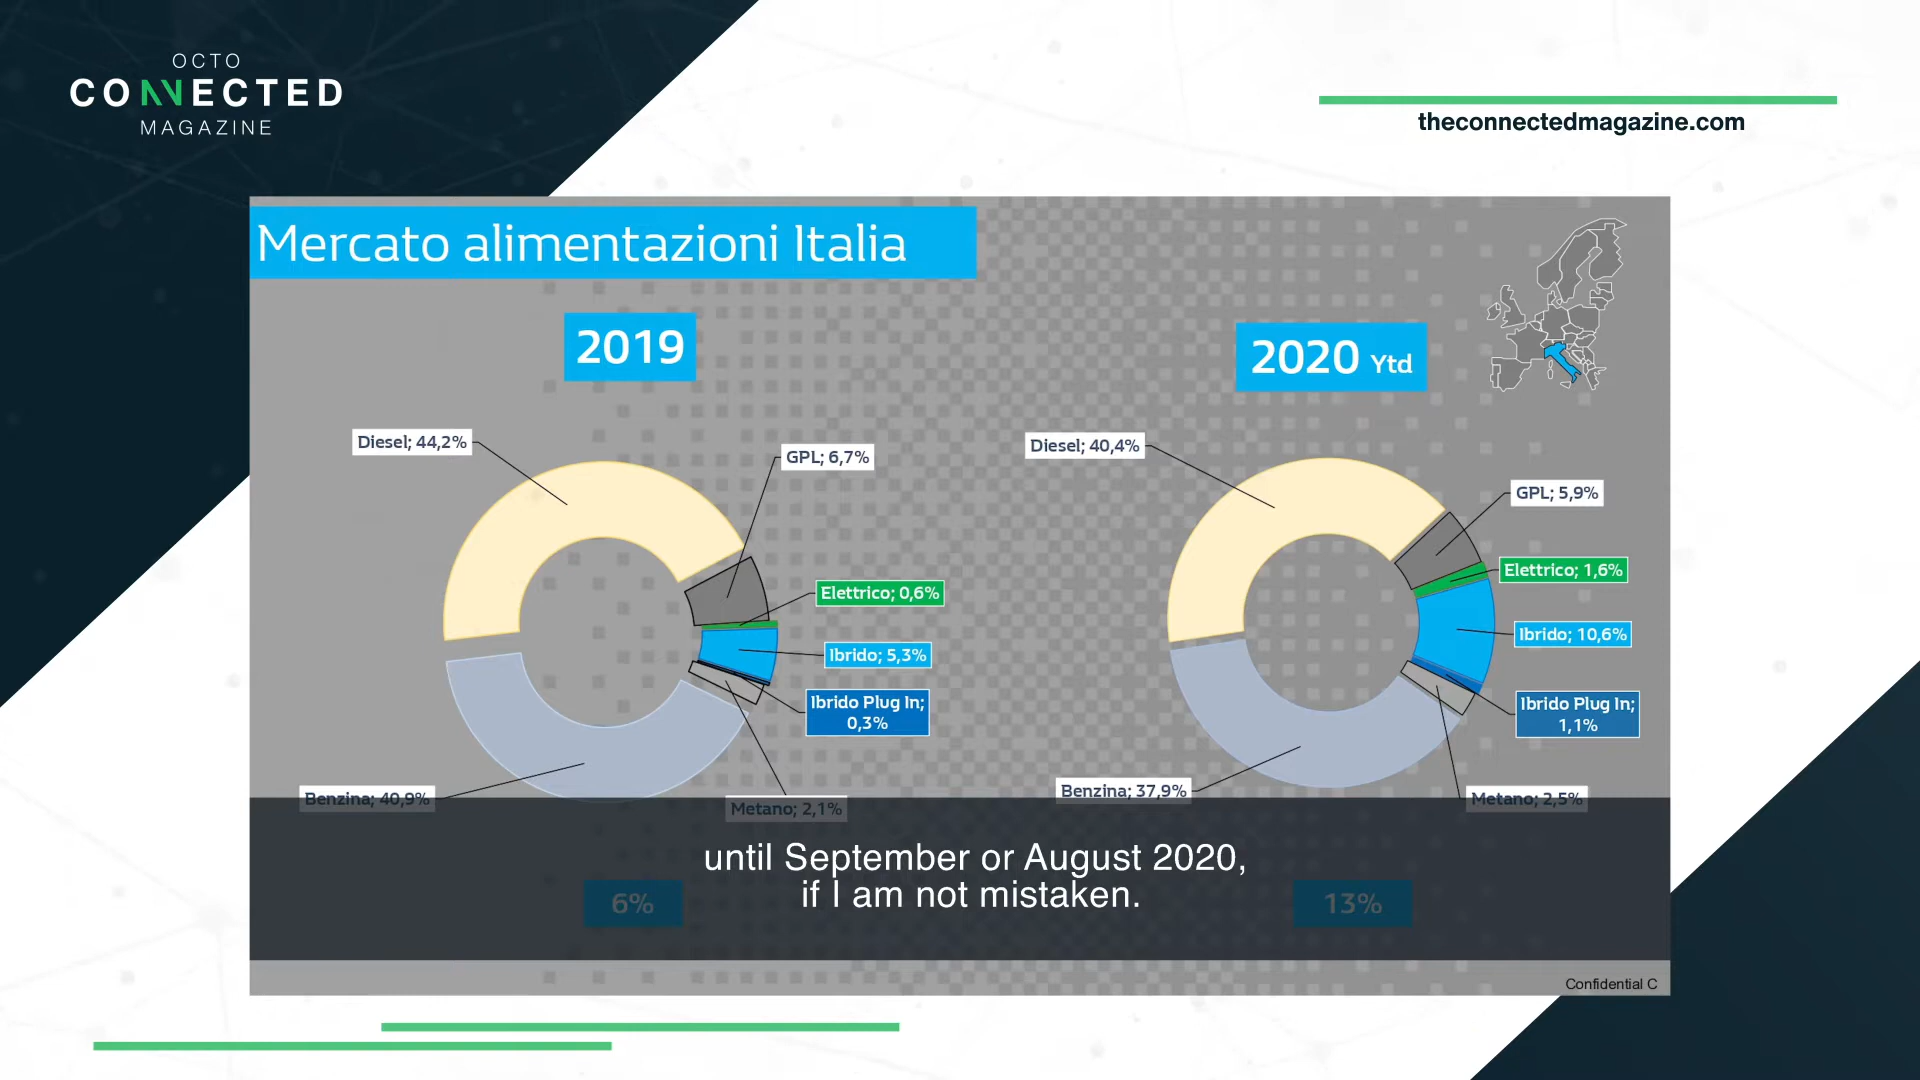 OCTO
CONNECTED
MAGAZINE
theconnectedmagazine.com
Mercato alimentazioni Italia
2019
2020 Ytd
Diesel; 44,2%
GPL; 6,7%
Elettrico; 0,6%
Ibrido; 5,3%
Ibrido Plug In;
0,3%
Metano; 2,1%
Benzina; 40,9%
Diesel; 40,4%
GPL; 5,9%
Elettrico; 1,6%
Ibrido; 10,6%
Ibrido Plug In;
1,1%
Metano; 2,5%
Benzina; 37,9%
6%
13%
until September or August 2020,
if I am not mistaken.
Confidential C